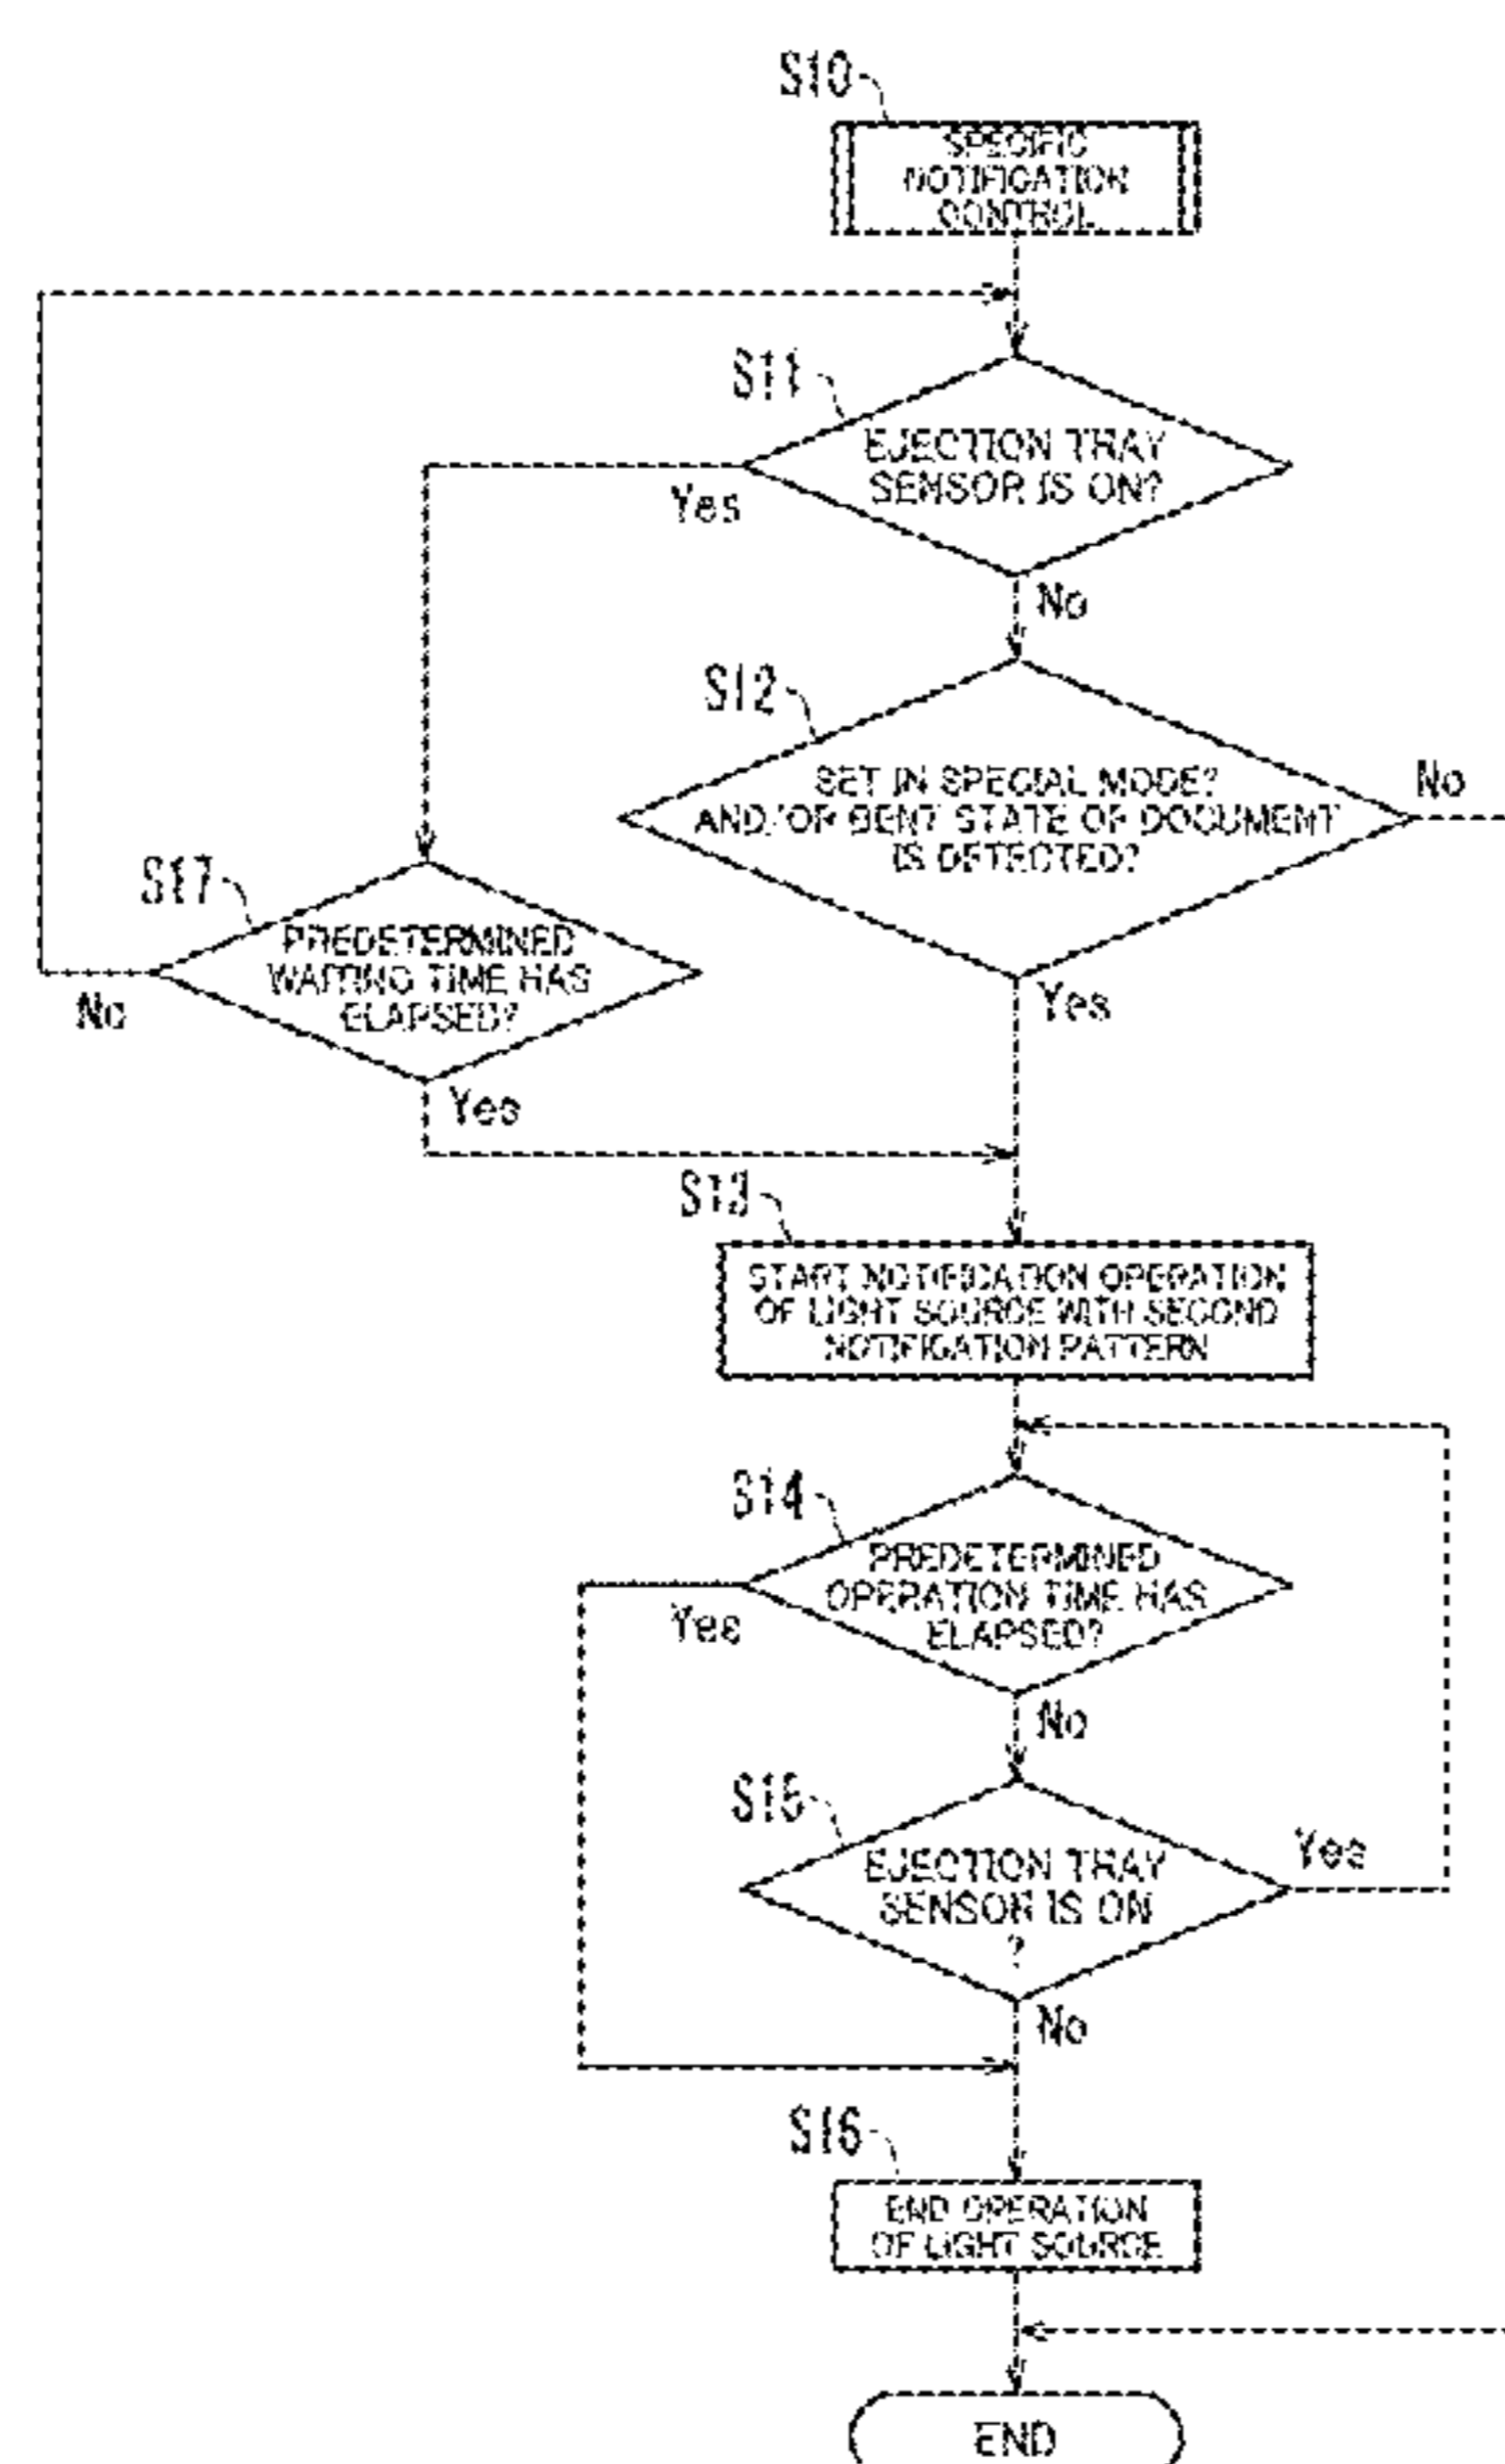 S10
SPECIFIC
NOTIFICATION
CONTROL
S11
EJECTION TRAY
SENSOR IS ON?
Yes
No
S12
SET IN SPECIAL MODE?
AND/OR BENT STATE OF DOCUMENT
IS DETECTED?
No
Yes
S17
PREDETERMINED
WAITING TIME HAS
ELAPSED?
No
Yes
S13
START NOTIFICATION OPERATION
OF LIGHT SOURCE WITH SECOND
NOTIFICATION PATTERN
S14
PREDETERMINED
OPERATION TIME HAS
ELAPSED?
Yes
No
S15
EJECTION TRAY
SENSOR IS ON
?
Yes
No
S16
END OPERATION
OF LIGHT SOURCE
END